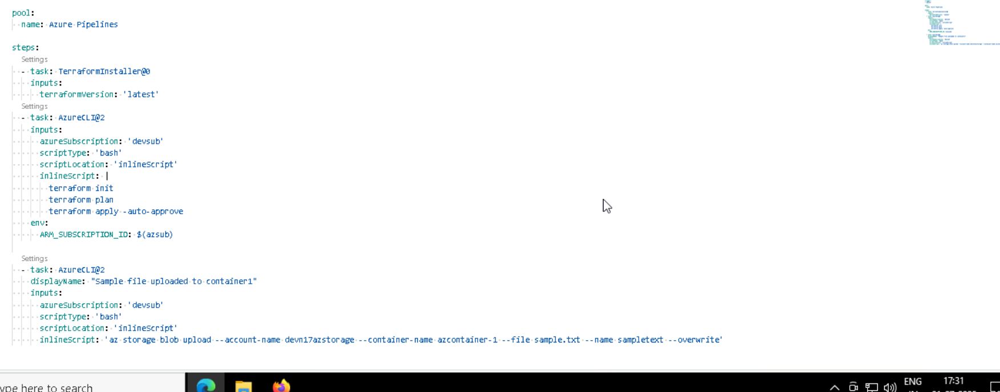 pool:
name: Azure Pipelines
steps:
Settings
- task: TerraformInstaller@0
inputs:
terraformVersion: 'latest'
Settings
- task: AzureCLI@2
inputs:
azureSubscription: 'devsub'
scriptType: 'bash'
scriptLocation: 'inlineScript'
inlineScript: |
terraform init
terraform plan
terraform apply -auto-approve
env:
ARM_SUBSCRIPTION_ID: $(azsub)
Settings
- task: AzureCLI@2
displayName: "Sample file uploaded to container1"
inputs:
azureSubscription: 'devsub'
scriptType: 'bash'
scriptLocation: 'inlineScript'
inlineScript: 'az storage blob upload --account-name devn17azstorage --container-name azcontainer-1 --file sample.txt --name sampletext --overwrite'
ype here to search
ENG
17:31